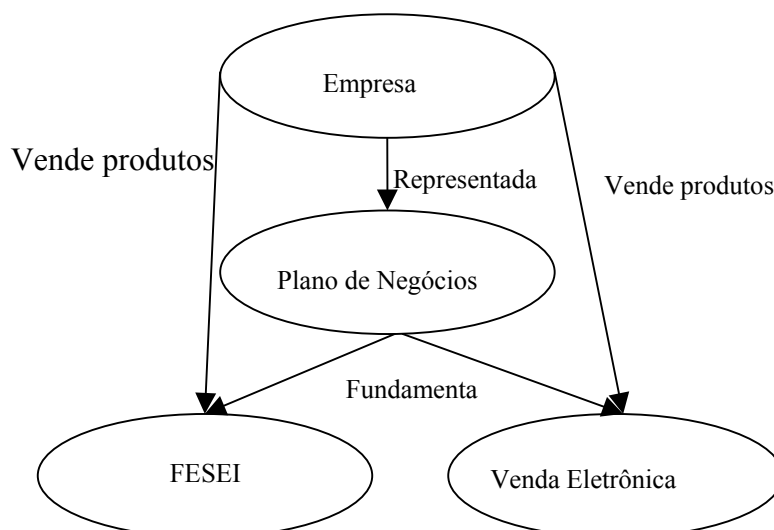 Empresa
Vende produtos
Representada
Vende produtos
Plano de Negócios
Fundamenta
FESEI
Venda Eletrônica